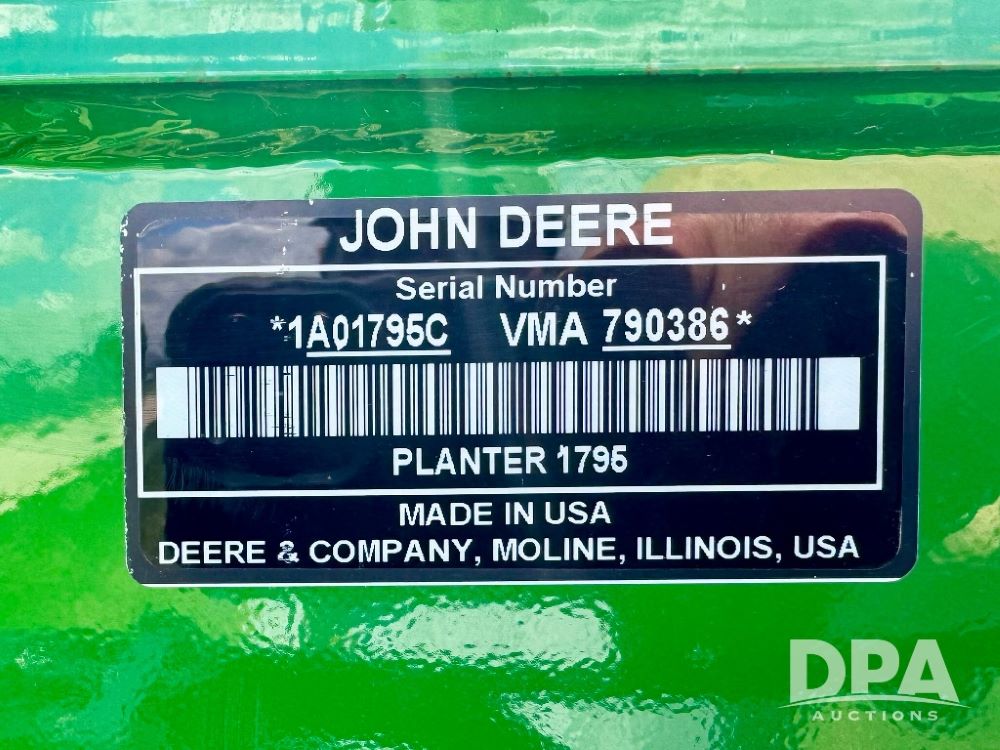 JOHN DEERE
Serial Number
*1A01795C VMA 790386*
PLANTER 1795
MADE IN USA
DEERE & COMPANY, MOLINE, ILLINOIS, USA
DPA
AUCTIONS